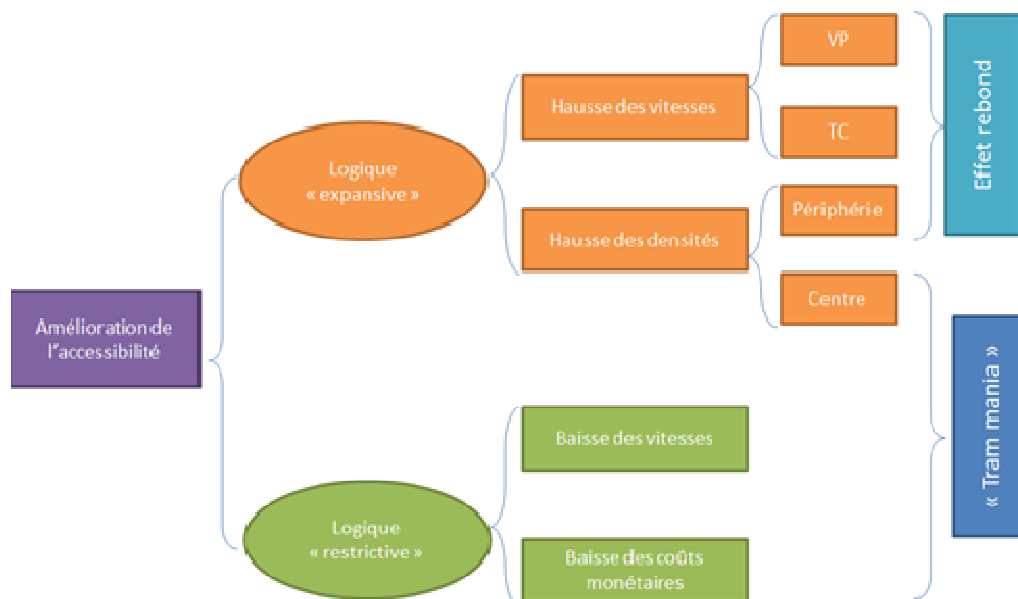 Amélioration de
l'accessibilité
Logique
« expansive »
Hausse des vitesses
VP
TC
Hausse des densités
Périphérie
Centre
Effet rebond
Logique
« restrictive »
Baisse des vitesses
Baisse des coûts
monétaires
« Tram mania »